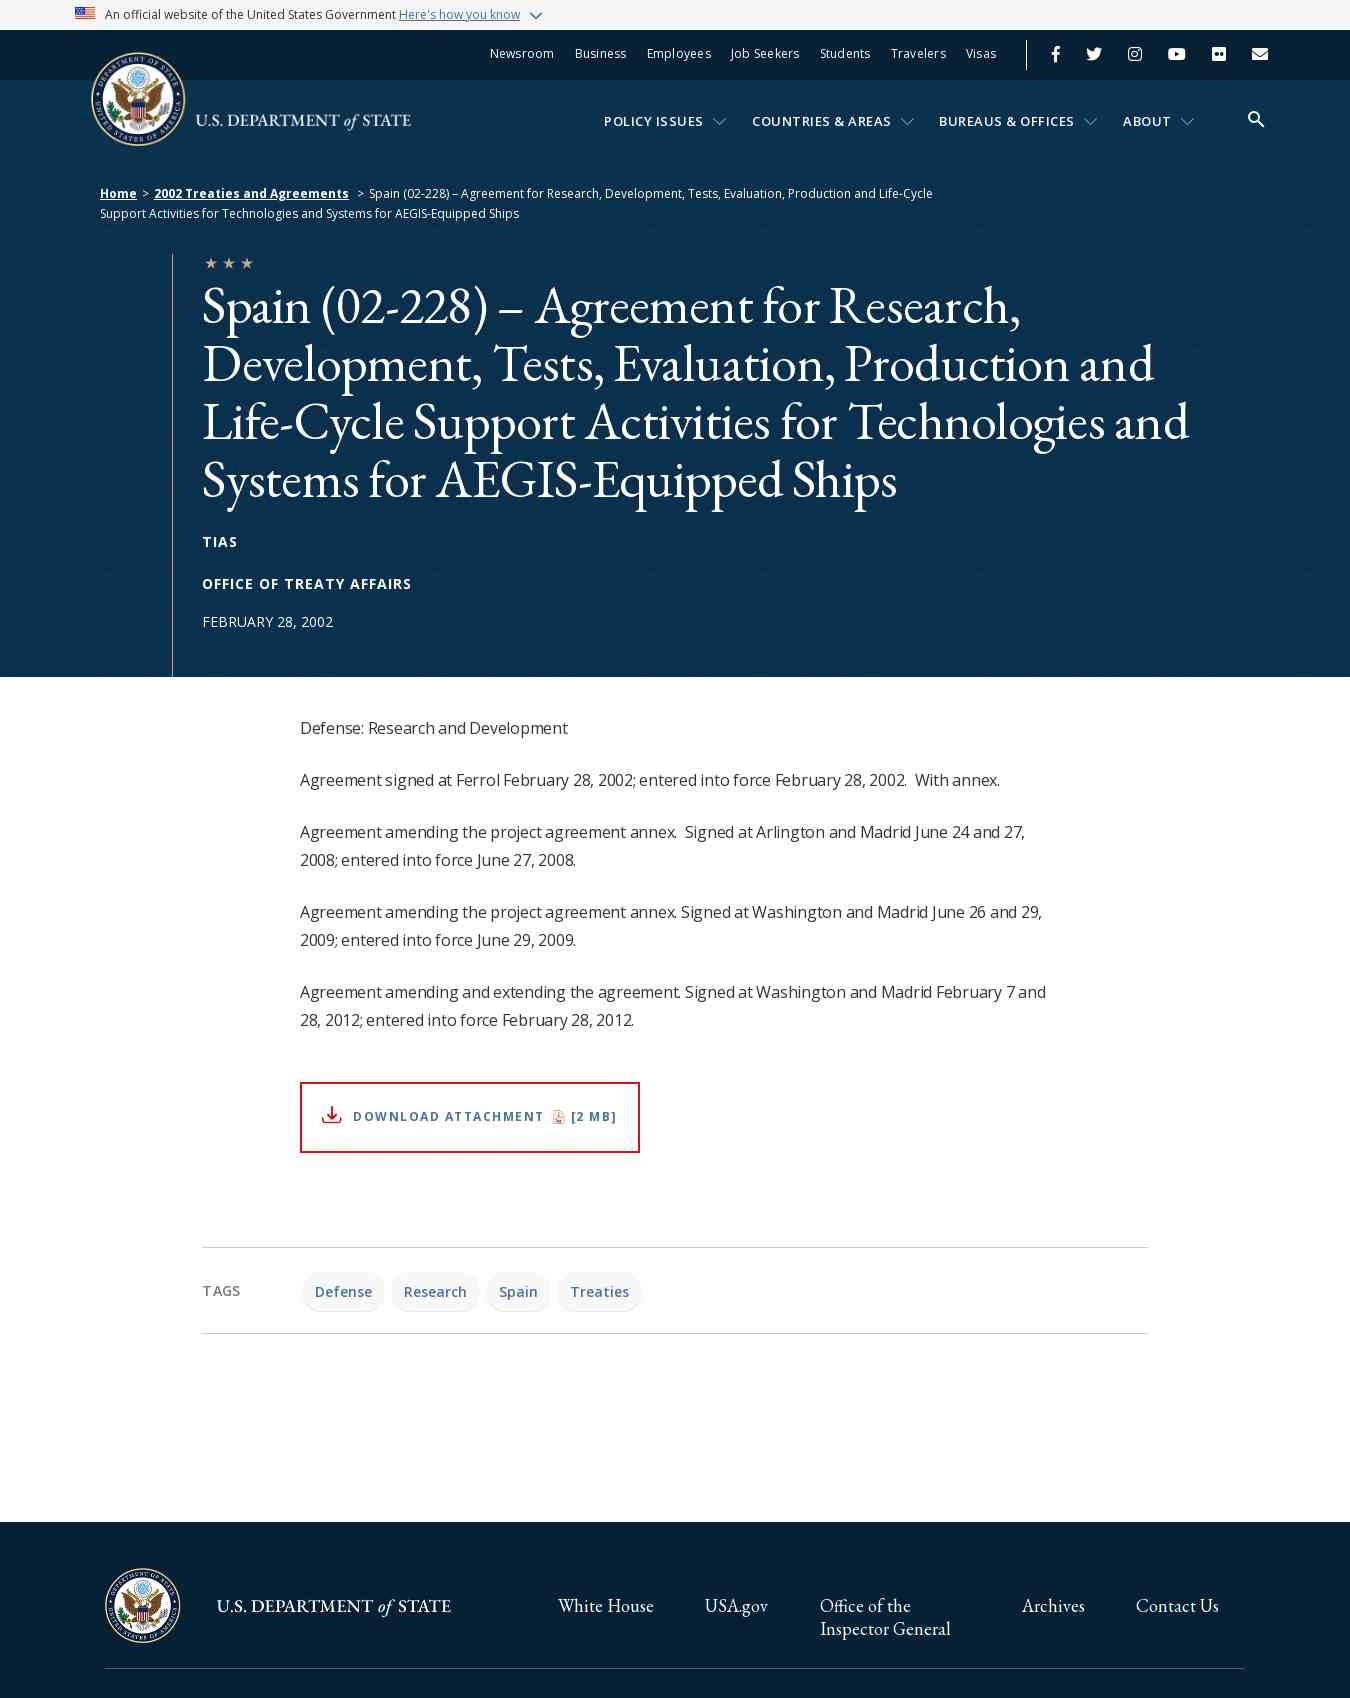 An official website of the United States Government Here's how you know
Newsroom Business Employees Job Seekers Students Travelers Visas
U.S. DEPARTMENT of STATE
POLICY ISSUES COUNTRIES & AREAS BUREAUS & OFFICES ABOUT
Home > 2002 Treaties and Agreements > Spain (02-228) – Agreement for Research, Development, Tests, Evaluation, Production and Life-Cycle
Support Activities for Technologies and Systems for AEGIS-Equipped Ships
Spain (02-228) – Agreement for Research,
Development, Tests, Evaluation, Production and
Life-Cycle Support Activities for Technologies and
Systems for AEGIS-Equipped Ships
TIAS
OFFICE OF TREATY AFFAIRS
FEBRUARY 28, 2002
Defense: Research and Development
Agreement signed at Ferrol February 28, 2002; entered into force February 28, 2002.  With annex.
Agreement amending the project agreement annex.  Signed at Arlington and Madrid June 24 and 27,
2008; entered into force June 27, 2008.
Agreement amending the project agreement annex. Signed at Washington and Madrid June 26 and 29,
2009; entered into force June 29, 2009.
Agreement amending and extending the agreement. Signed at Washington and Madrid February 7 and
28, 2012; entered into force February 28, 2012.
DOWNLOAD ATTACHMENT [2 MB]
TAGS Defense Research Spain Treaties
DEPARTMENT OF STATE
UNITED STATES OF AMERICA
U.S. DEPARTMENT of STATE
White House USA.gov Office of the Archives Contact Us
Inspector General